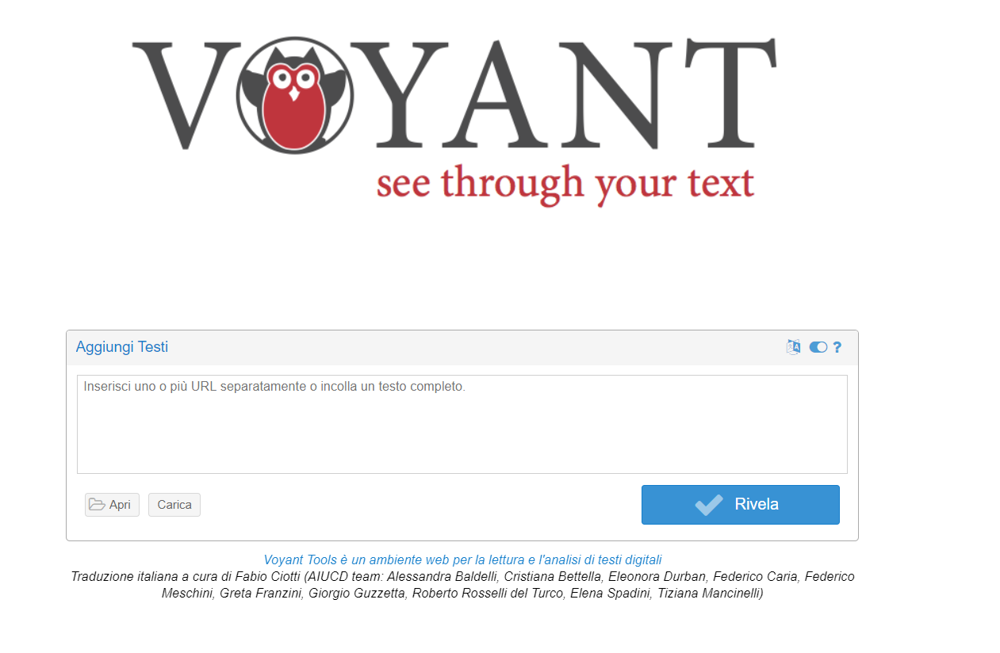 VOYANT
see through your text
Aggiungi Testi
?
Inserisci uno o più URL separatamente o incolla un testo completo.
Apri
Carica
Rivela
Voyant Tools è un ambiente web per la lettura e l'analisi di testi digitali
Traduzione italiana a cura di Fabio Ciotti (AIUCD team: Alessandra Baldelli, Cristiana Bettella, Eleonora Durban, Federico Caria, Federico
Meschini, Greta Franzini, Giorgio Guzzetta, Roberto Rosselli del Turco, Elena Spadini, Tiziana Mancinelli)